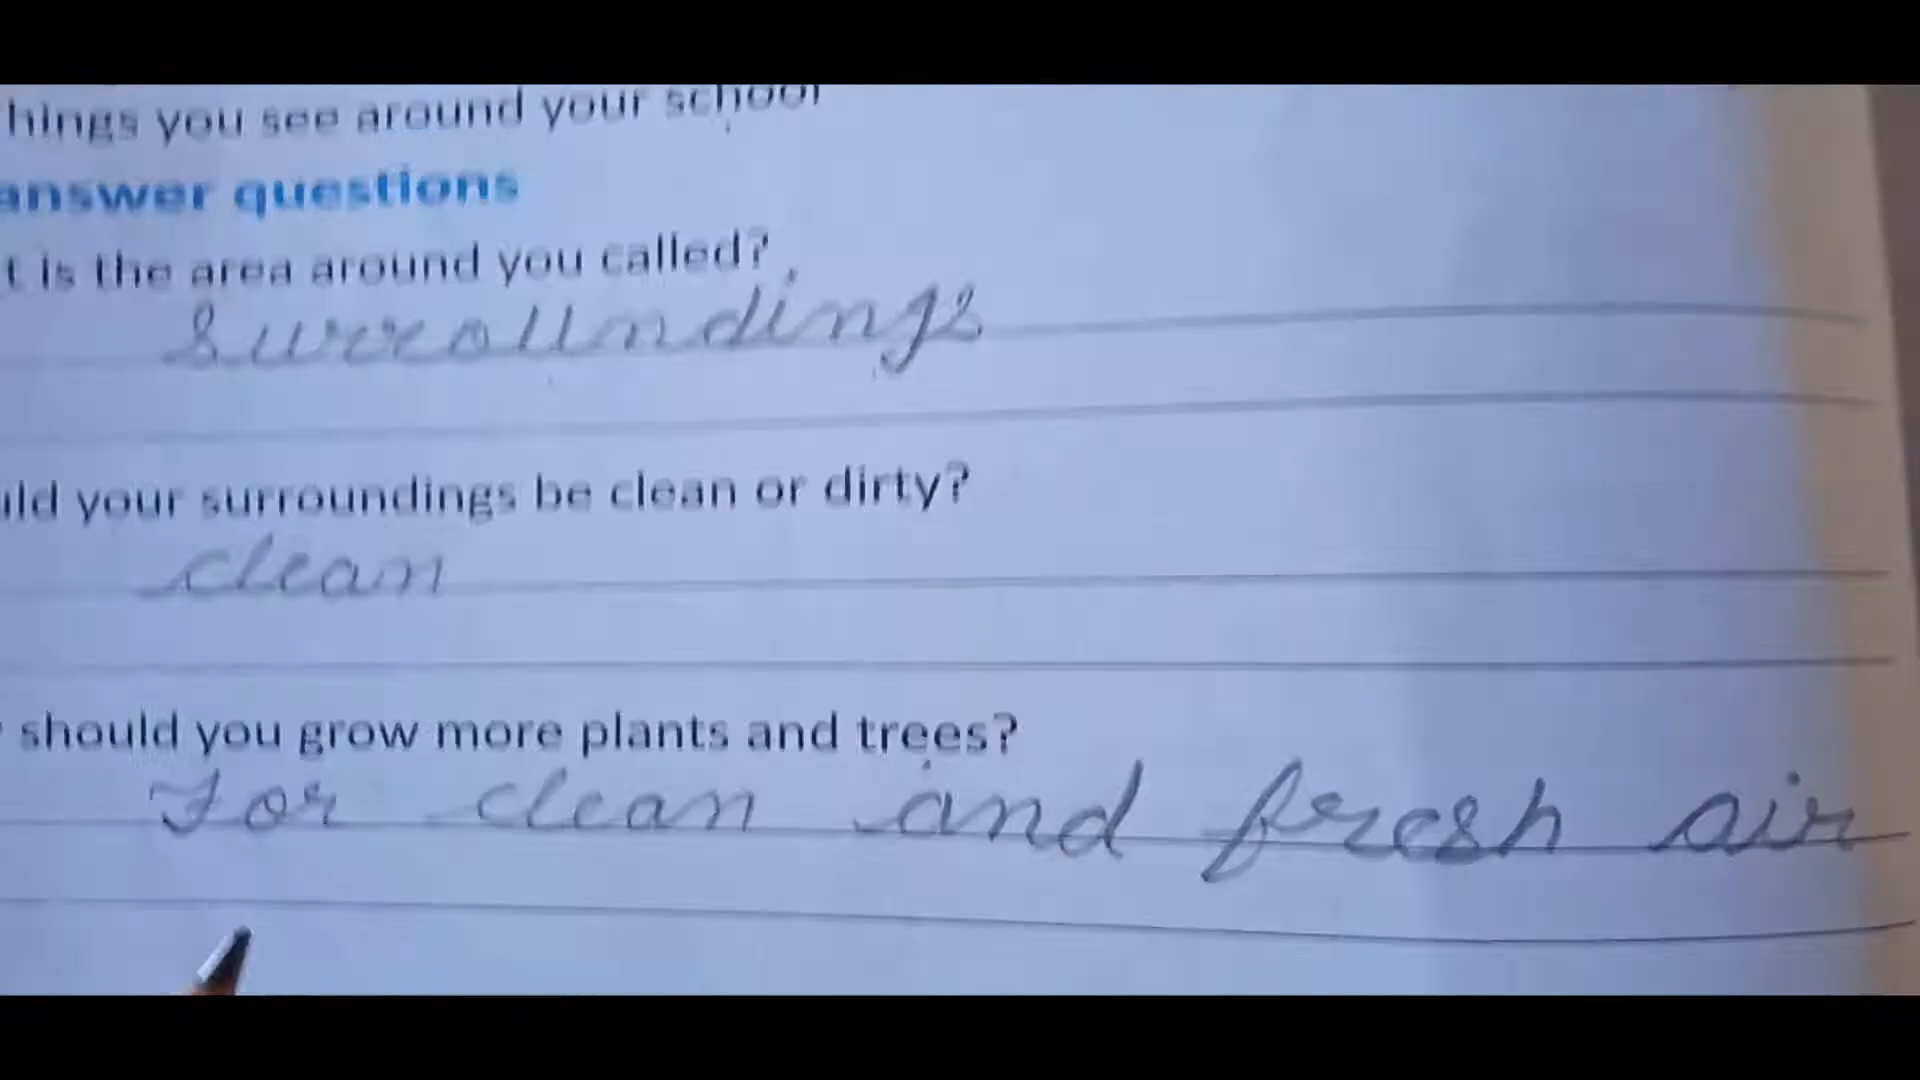 hings you see around your school
answer questions
t is the area around you called?
Surroundings
uld your surroundings be clean or dirty?
clean
should you grow more plants and trees?
For clean and fresh air